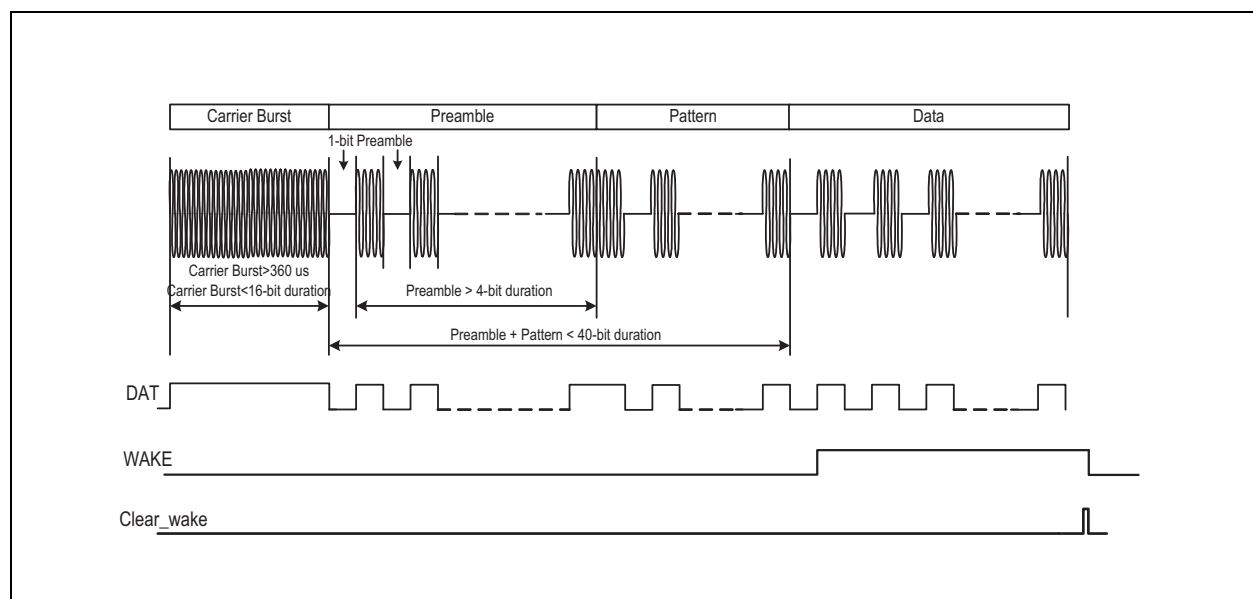 Carrier Burst
Preamble
Pattern
Data
1-bit Preamble
Carrier Burst>360 us
Carrier Burst<16-bit duration
Preamble > 4-bit duration
Preamble + Pattern < 40-bit duration
DAT
WAKE
Clear_wake